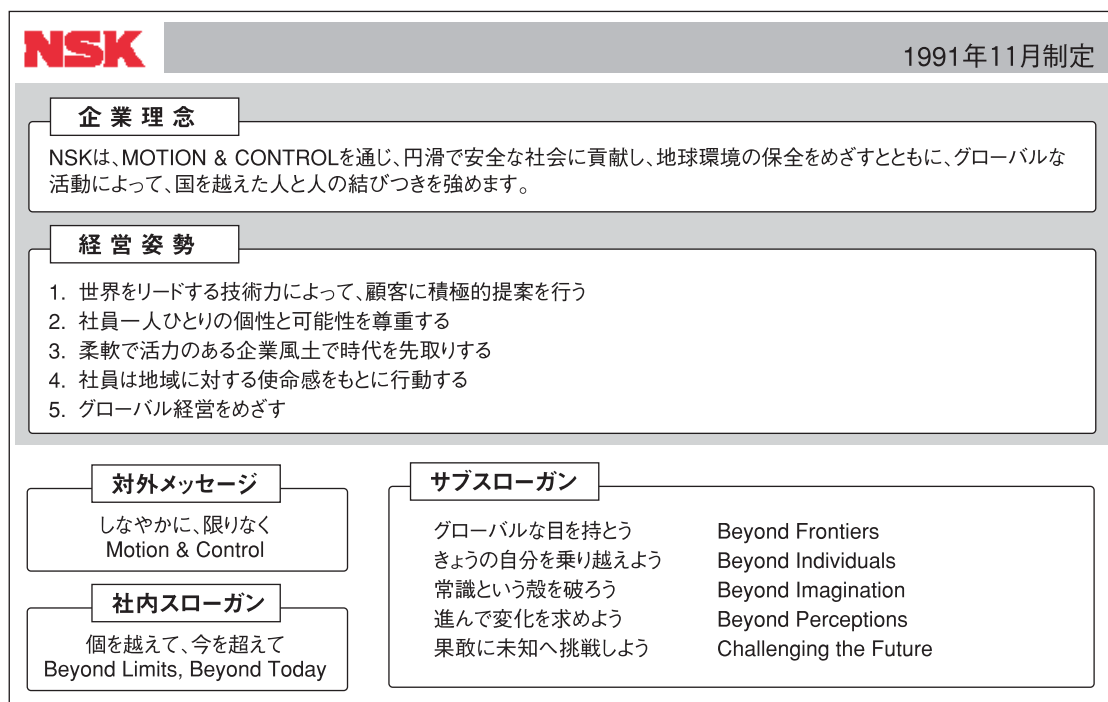 NSK
1991年11月制定
企業理念
NSKは、MOTION & CONTROLを通じ、円滑で安全な社会に貢献し、地球環境の保全をめざすとともに、グローバルな
活動によって、国を越えた人と人の結びつきを強めます。
経営姿勢
1. 世界をリードする技術力によって、顧客に積極的提案を行う
2. 社員一人ひとりの個性と可能性を尊重する
3. 柔軟で活力のある企業風土で時代を先取りする
4. 社員は地域に対する使命感をもとに行動する
5. グローバル経営をめざす
対外メッセージ
しなやかに、限りなく
Motion & Control
社内スローガン
個を越えて、今を超えて
Beyond Limits, Beyond Today
サブスローガン
グローバルな目を持とう Beyond Frontiers
きょうの自分を乗り越えよう Beyond Individuals
常識という殻を破ろう Beyond Imagination
進んで変化を求めよう Beyond Perceptions
果敢に未知へ挑戦しよう Challenging the Future